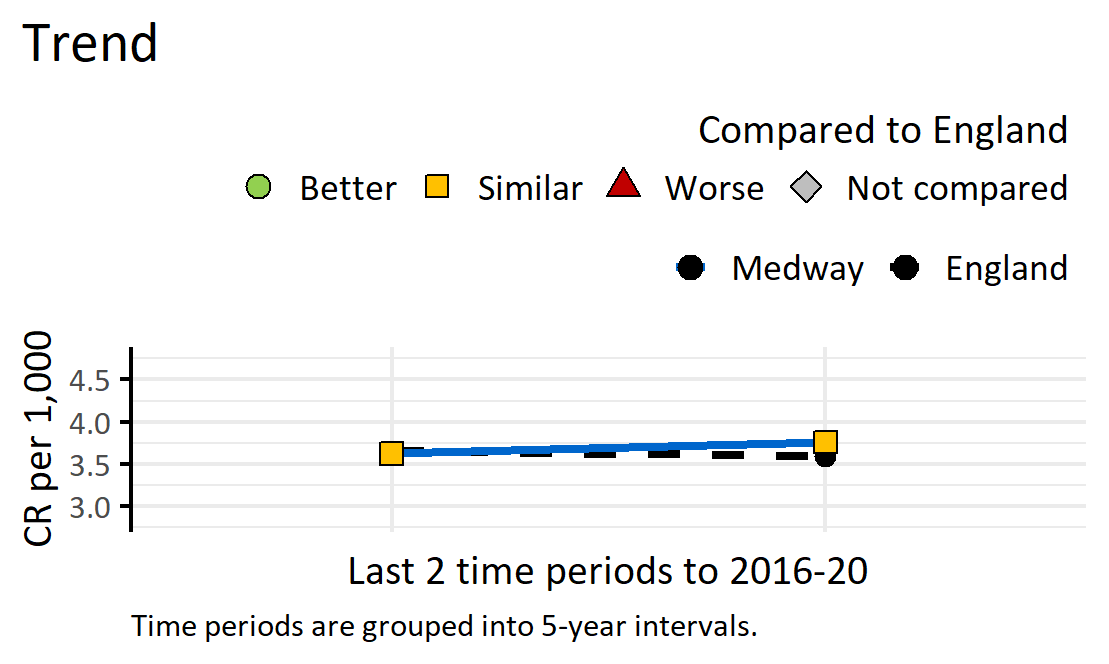 Trend
Compared to England
Better Similar Worse Not compared
Medway England
CR per 1,000
4.5
4.0
3.5
3.0
Last 2 time periods to 2016-20
Time periods are grouped into 5-year intervals.